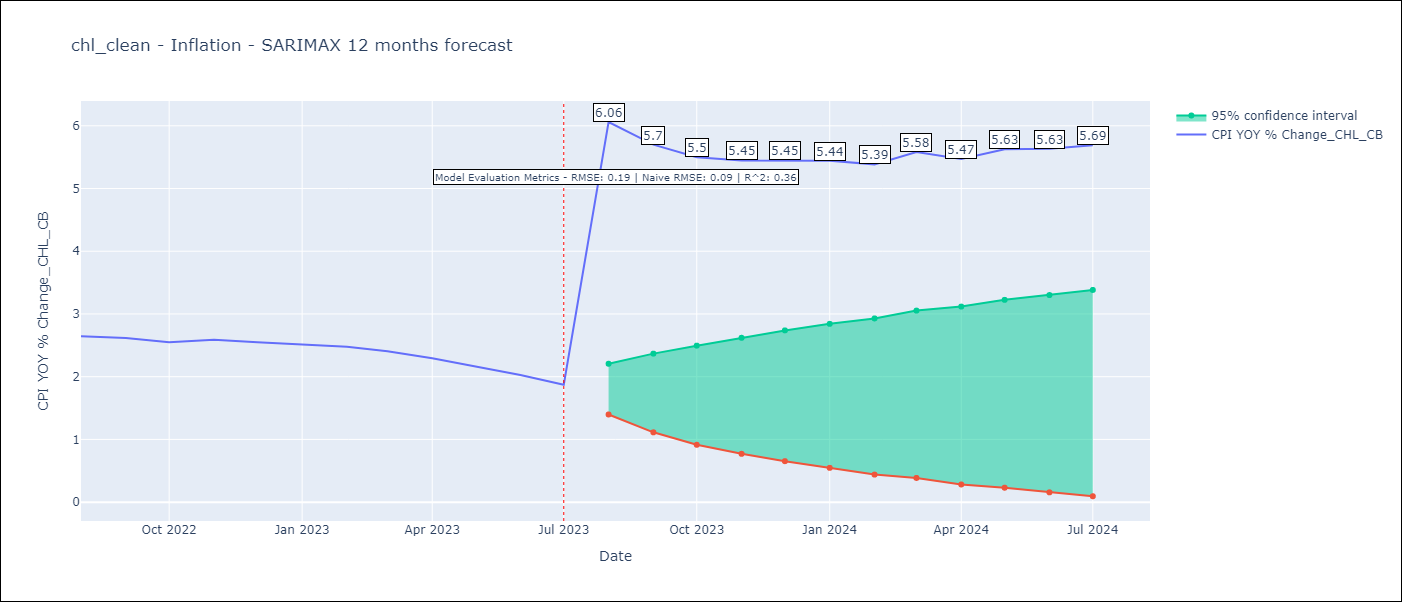 chl_clean - Inflation - SARIMAX 12 months forecast
95% confidence interval
CPI YOY % Change_CHL_CB
6.06
5.7
5.5
5.45
5.45
5.44
5.39
5.58
5.47
5.63
5.63
5.69
Model Evaluation Metrics - RMSE: 0.19 | Naive RMSE: 0.09 | R^2: 0.36
CPI YOY % Change_CHL_CB
6
5
4
3
2
1
0
Oct 2022
Jan 2023
Apr 2023
Jul 2023
Oct 2023
Jan 2024
Apr 2024
Jul 2024
Date